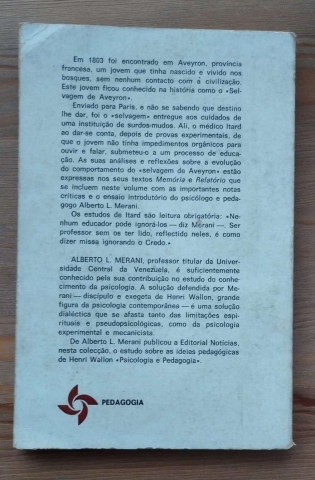 Em 1803 foi encontrado em Aveyron, província
francesa, um jovem que tinha nascido e vivido nos
bosques, sem nenhum contacto com a civilização.
Este jovem ficou conhecido na história como o «Sel-
vagem de Aveyron».
Enviado para Paris, e não se sabendo que destino
lhe dar, foi o «selvagem» entregue aos cuidados de
uma instituição de surdos-mudos. Ali, o médico Itard
ao dar-se conta, depois de provas experimentais, de
que o jovem não tinha impedimentos orgânicos para
ouvir e falar, submeteu-o a um processo de educa-
ção. As suas análises e reflexões sobre a evolução
do comportamento do «selvagem de Aveyron» estão
expressas nos seus textos Memória e Relatório que
se incluem neste volume com as importantes notas
críticas e o ensaio introdutório do psicólogo e peda-
gogo Alberto L. Merani.
Os estudos de Itard são leitura obrigatória: «Ne-
nhum educador pode ignorá-los — diz Merani —. Ser
professor sem os ter lido, reflectido neles, é como
dizer missa ignorando o Credo.»
ALBERTO L. MERANI, professor titular da Univer-
sidade Central da Venezuela, é suficientemente
conhecido pela sua contribuição no estudo do conhe-
cimento da psicologia. A solução defendida por Me-
rani — discípulo e exegeta de Henri Wallon, grande
figura da psicologia contemporânea — é uma solução
dialéctica que se afasta tanto das limitações espi-
rituais e pseudopsicológicas, como da psicologia
experimental e mecanicista.
De Alberto L. Merani publicou a Editorial Notícias,
nesta colecção, o estudo sobre as ideias pedagógicas
de Henri Wallon «Psicologia e Pedagogia».
PEDAGOGIA